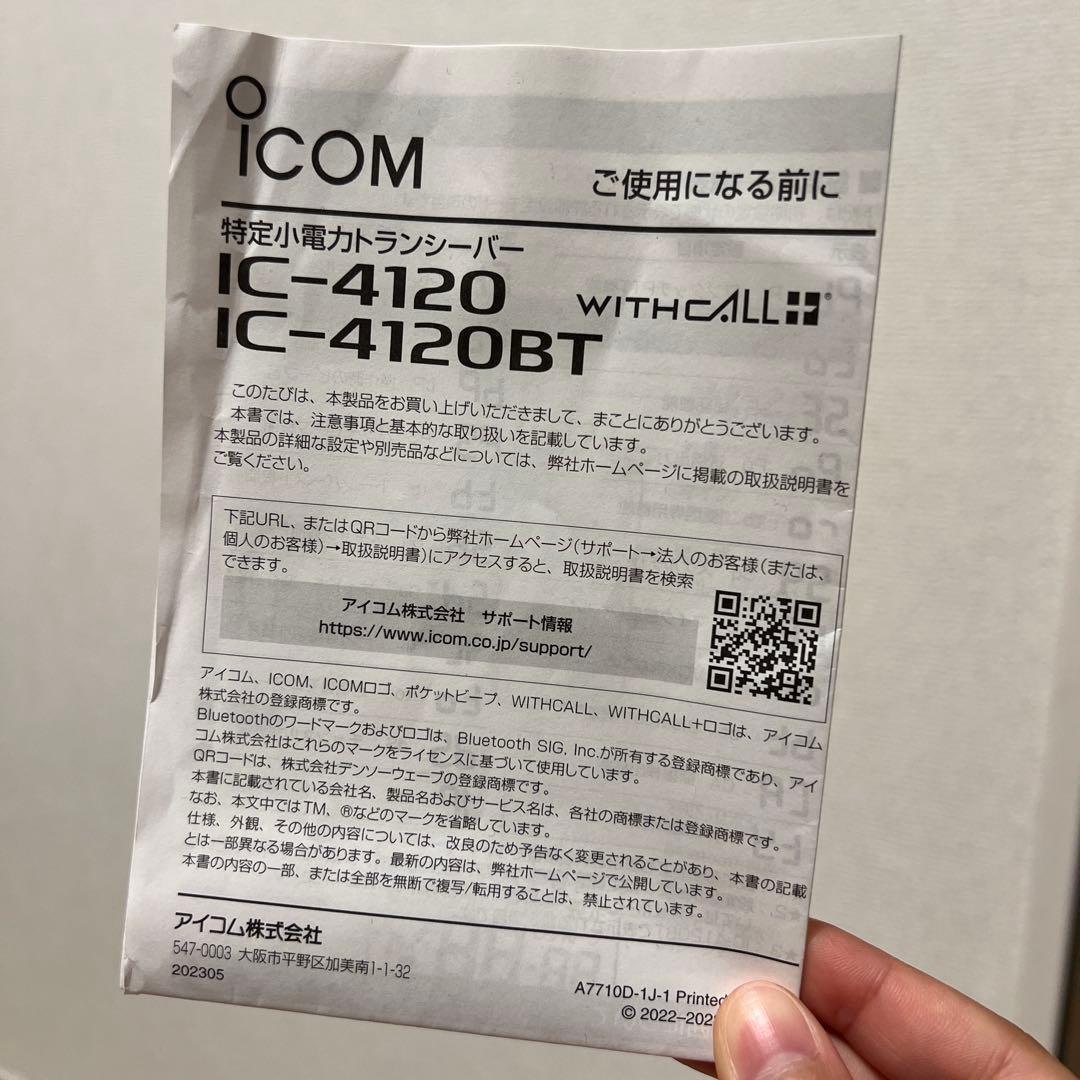 ICOM
ご使用になる前に
特定小電力トランシーバー
IC-4120
WITHCALL
IC-4120BT
このたびは、本製品をお買い上げいただきまして、まことにありがとうございます。
本書では、注意事項と基本的な取り扱いを記載しています。
本製品の詳細な設定や別売品などについては、弊社ホームページに掲載の取扱説明書を
ご覧ください。
下記URL、またはQRコードから弊社ホームページ(サポート→法人のお客様(または、
個人のお客様)→取扱説明書)にアクセスすると、取扱説明書を検索
できます。
アイコム株式会社 サポート情報
https://www.icom.co.jp/support/
アイコム、ICOM、ICOMロゴ、ポケットビープ、WITHCALL、WITHCALL+ロゴは、アイコム
株式会社の登録商標です。
Bluetoothのワードマークおよびロゴは、Bluetooth SIG, Inc.が所有する登録商標であり、アイ
コム株式会社はこれらのマークをライセンスに基づいて使用しています。
QRコードは、株式会社デンソーウェーブの登録商標です。
本書に記載されている会社名、製品名およびサービス名は、各社の商標または登録商標です。
なお、本文中ではTM、®などのマークを省略しています。
仕様、外観、その他の内容については、改良のため予告なく変更されることがあり、本書の記載
とは一部異なる場合があります。最新の内容は、弊社ホームページで公開しています。
本書の内容の一部、または全部を無断で複写/転用することは、禁止されています。
アイコム株式会社
547-0003 大阪市平野区加美南1-1-32
202305
A7710D-1J-1 Printed
© 2022–202